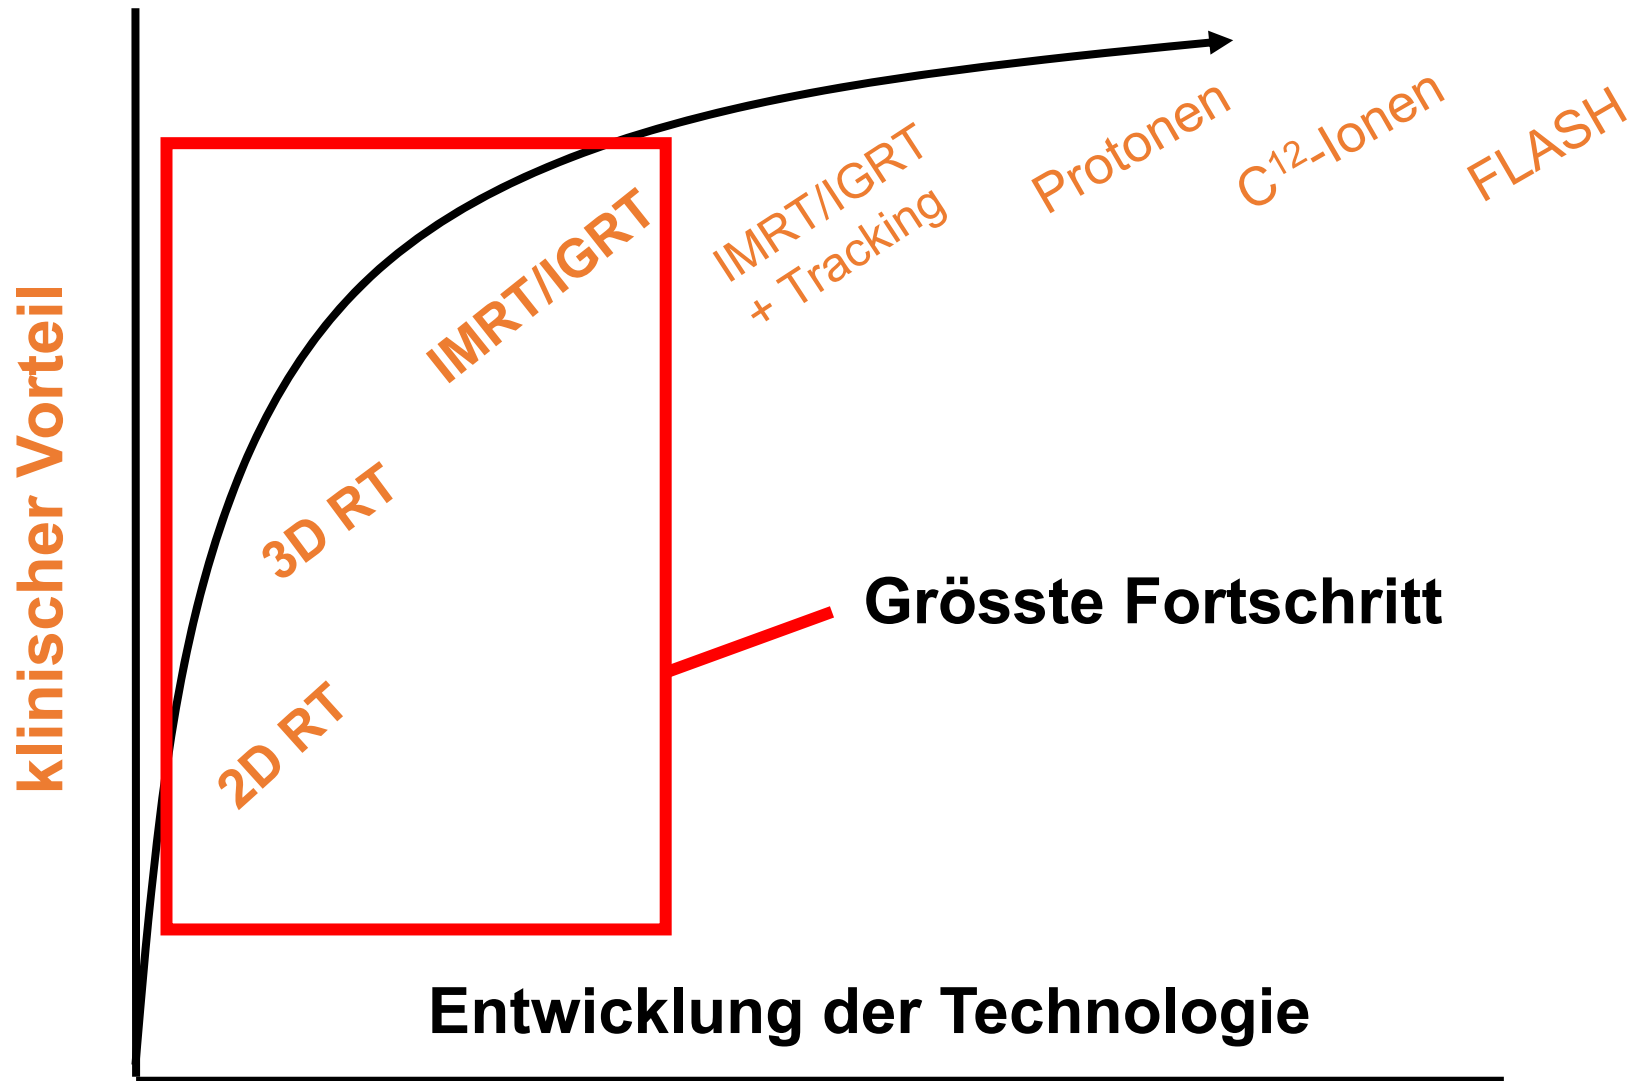 klinischer Vorteil
2D RT
3D RT
IMRT/IGRT
IMRT/IGRT
+ Tracking
Protonen
C¹²-Ionen
FLASH
Grösste Fortschritt
Entwicklung der Technologie